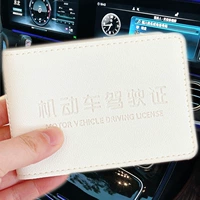 机动车驾驶证
MOTOR VEHICLE DRIVING LICENSE